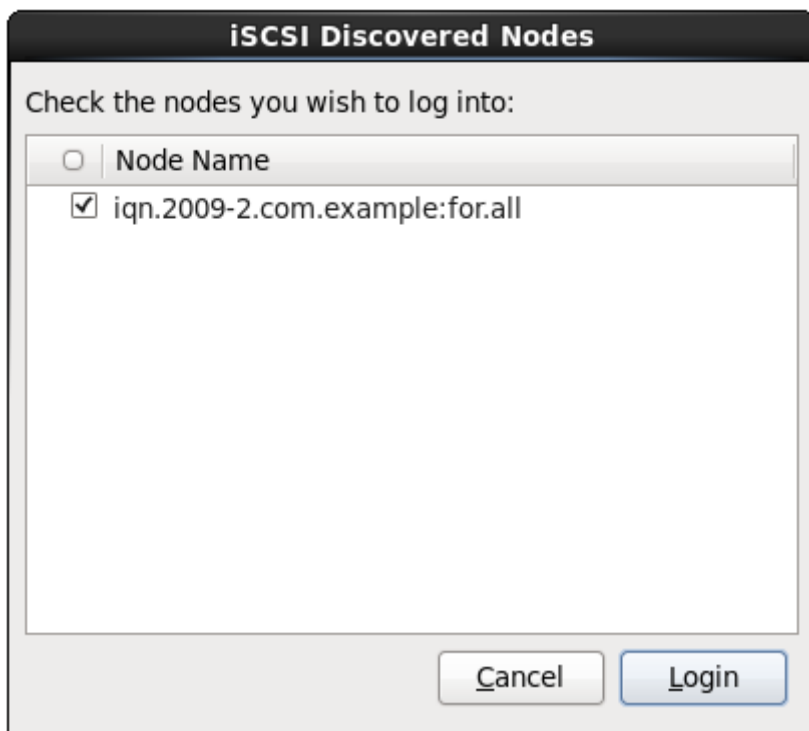 iSCSI Discovered Nodes
Check the nodes you wish to log into:
Node Name
iqn.2009-2.com.example:for.all
Cancel Login